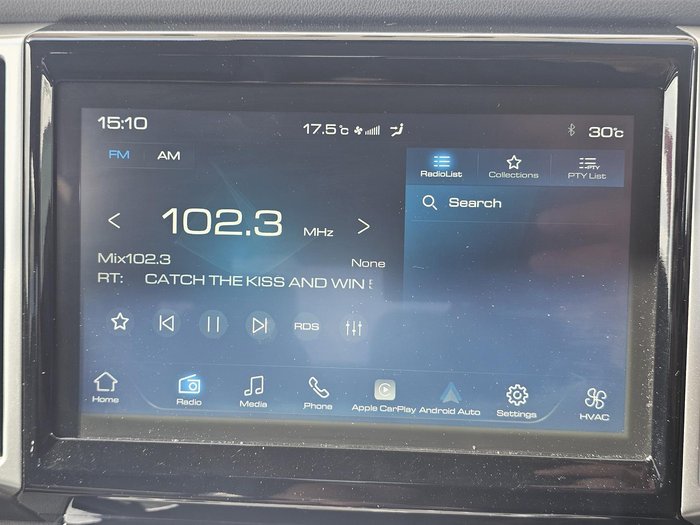 15:10 17.5℃ 30℃
FM AM
RadioList Collections PTY List
Search
102.3 MHz
Mix102.3 None
RT: CATCH THE KISS AND WIN
RDS
Home Radio Media Phone Apple CarPlay Android Auto Settings HVAC